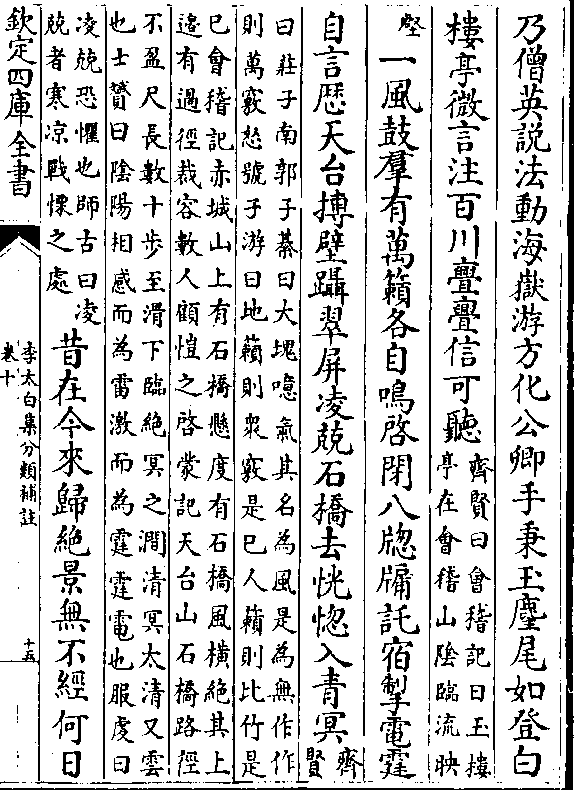 乃僧英説法動海嶽游方化公卿手秉玉麈尾如登白
樓亭微言注百川亹亹信可聽
齊賢曰會稽記曰玉樓
亭在會稽山陰臨流映
壑
一風鼓羣有萬籟各自鳴啓閉八牕牖託宿掣電霆
自言歴天台搏壁躡翠屏凌兢石橋去恍惚入青冥
齊
賢
曰莊子南郭子綦曰大塊噫氣其名為風是為無作作
則萬竅怒號子游曰地籟則衆竅是巳人籟則比竹是
巳會稽記赤城山上有石橋懸度有石橋風横絶其上
邉有過徑裁容數人顧愷之啓蒙記天台山石橋路徑
不盈尺長數十步至滑下臨絶冥之澗清冥太清又雲
也士贇曰隂陽相感而為雷激而為霆霆電也服虔曰
凌兢恐懼也師古曰凌
兢者寒凉戰慄之處
昔在今來歸絶景無不經何日
欽定四庫全書
李太白集分類補註
卷十
十五